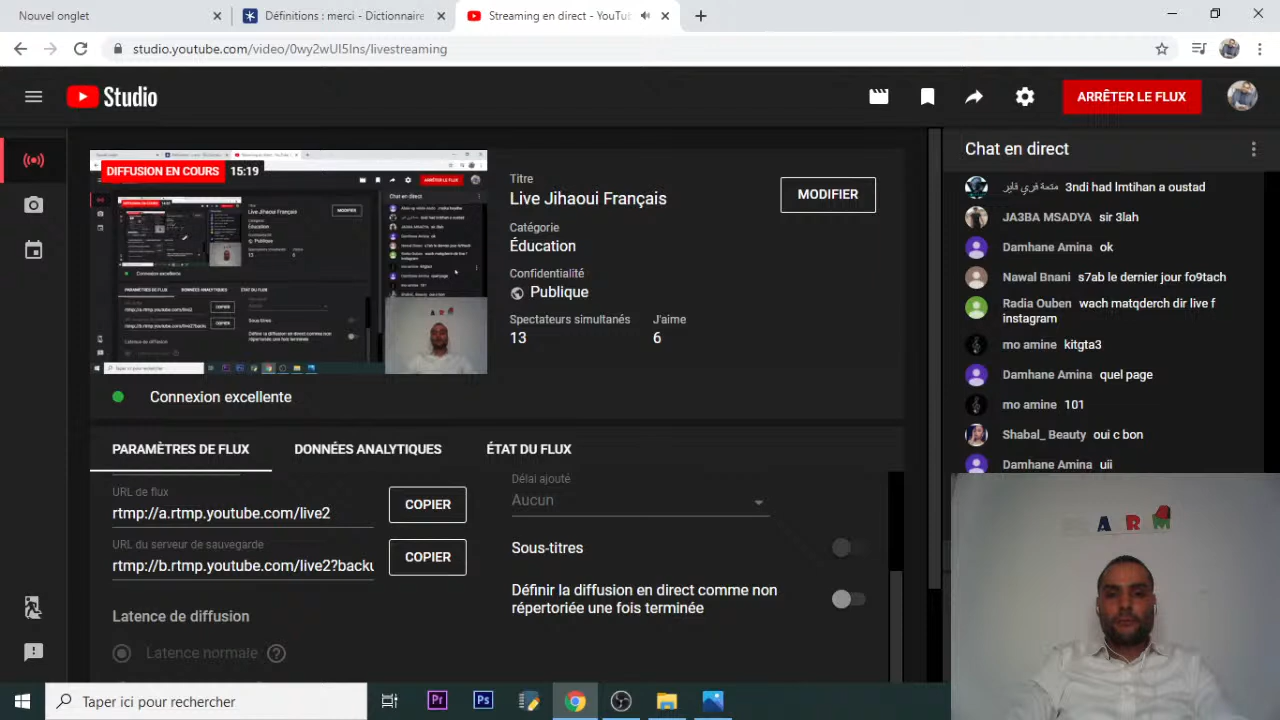 Nouvel onglet
Définitions : merci - Dictionnaire
Streaming en direct - YouTu
studio.youtube.com/video/0wy2wUI5Ins/livestreaming
Studio
ARRÊTER LE FLUX
DIFFUSION EN COURS 15:19
Titre
Live Jihaoui Français
MODIFIER
Catégorie
Éducation
Confidentialité
Publique
Spectateurs simultanés
J'aime
13
6
Connexion excellente
PARAMÈTRES DE FLUX
DONNÉES ANALYTIQUES
ÉTAT DU FLUX
URL de flux
rtmp://a.rtmp.youtube.com/live2
COPIER
URL du serveur de sauvegarde
rtmp://b.rtmp.youtube.com/live2?backu
COPIER
Latence de diffusion
Latence normale
Délai ajouté
Aucun
Sous-titres
Définir la diffusion en direct comme non
répertoriée une fois terminée
Chat en direct
3ndi had imtihan a oustad
JA3BA MSADYA sir 3lah
Damhane Amina ok
Nawal Bnani s7ab le dernier jour fo9tach
Radia Ouben wach matqderch dir live f
instagram
mo amine kitgta3
Damhane Amina quel page
mo amine 101
Shabal_ Beauty oui c bon
Damhane Amina uii
A R M
Taper ici pour rechercher
Pr
Ps